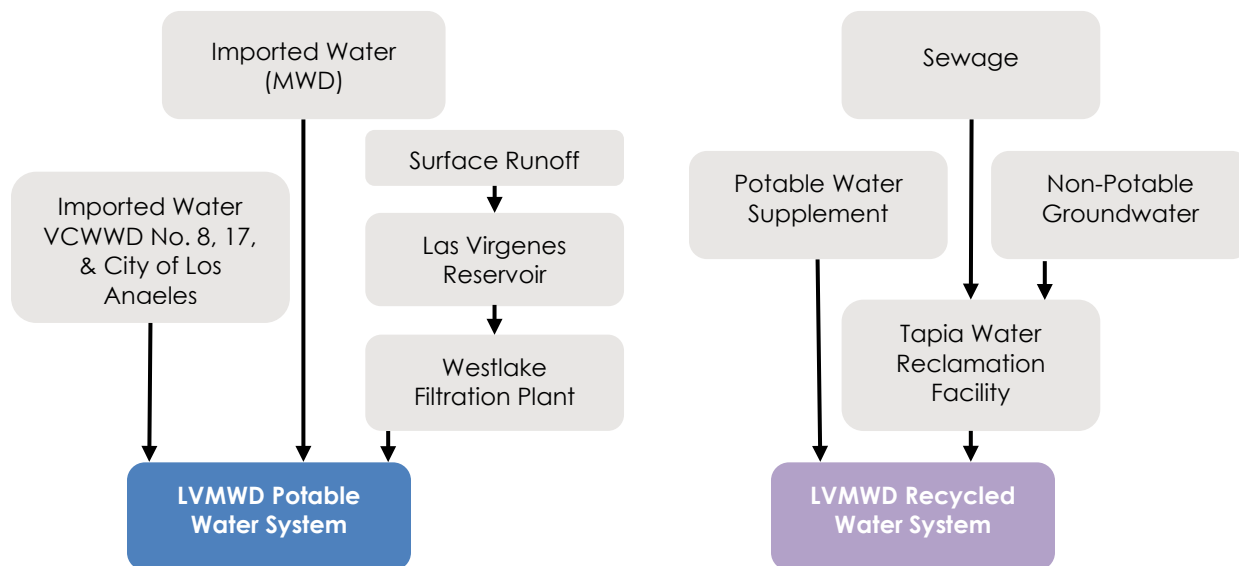 Imported Water
(MWD)
Surface Runoff
Imported Water
VCWWD No. 8, 17,
& City of Los
Anaeles
Las Virgenes
Reservoir
Westlake
Filtration Plant
LVMWD Potable
Water System
Sewage
Potable Water
Supplement
Non-Potable
Groundwater
Tapia Water
Reclamation
Facility
LVMWD Recycled
Water System